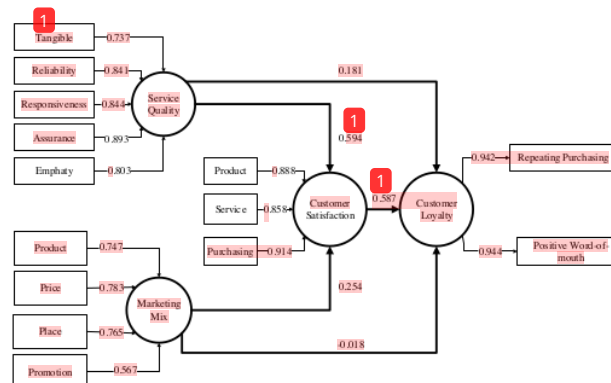 1
Tangible
0.737
Reliability
0.841
Responsiveness
0.844
Assurance
0.893
Emphaty
0.803
Service
Quality
0.181
1
0.594
Product
0.888
Service
0.858
Purchasing
0.914
Customer
Satisfaction
1
0.587
Customer
Loyalty
0.942
Repeating Purchasing
0.944
Positive Word-of-
mouth
Product
0.747
Price
0.783
Place
0.765
Promotion
0.567
Marketing
Mix
0.254
-0.018